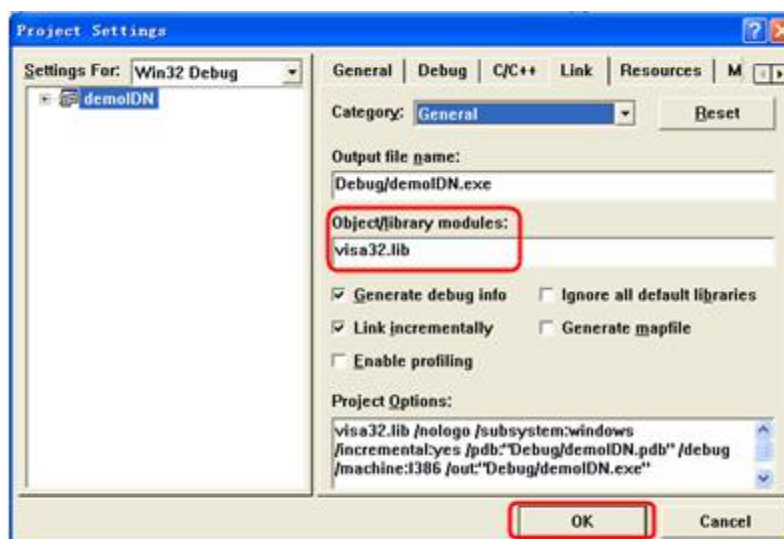 Project Settings
Settings For: Win32 Debug
demoIDN
General Debug C/C++ Link Resources M
Category: General Reset
Output file name:
Debug/demoIDN.exe
Object/library modules:
visa32.lib
Generate debug info Ignore all default libraries
Link incrementally Generate mapfile
Enable profiling
Project Options:
visa32.lib /nologo /subsystem:windows
/incremental:yes /pdb:"Debug/demoIDN.pdb" /debug
/machine:I386 /out:"Debug/demoIDN.exe"
OK Cancel